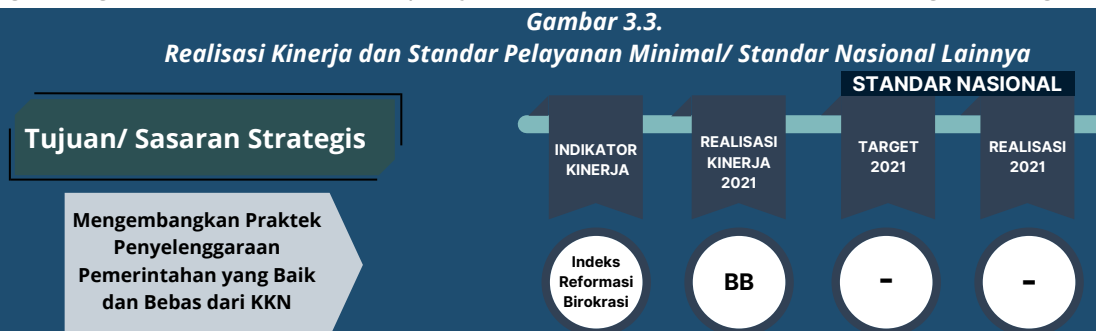 Gambar 3.3.
Realisasi Kinerja dan Standar Pelayanan Minimal/ Standar Nasional Lainnya
STANDAR NASIONAL
Tujuan/ Sasaran Strategis
INDIKATOR
KINERJA
REALISASI
KINERJA
2021
TARGET
2021
REALISASI
2021
Mengembangkan Praktek
Penyelenggaraan
Pemerintahan yang Baik
dan Bebas dari KKN
Indeks
Reformasi
Birokrasi
BB
-
-